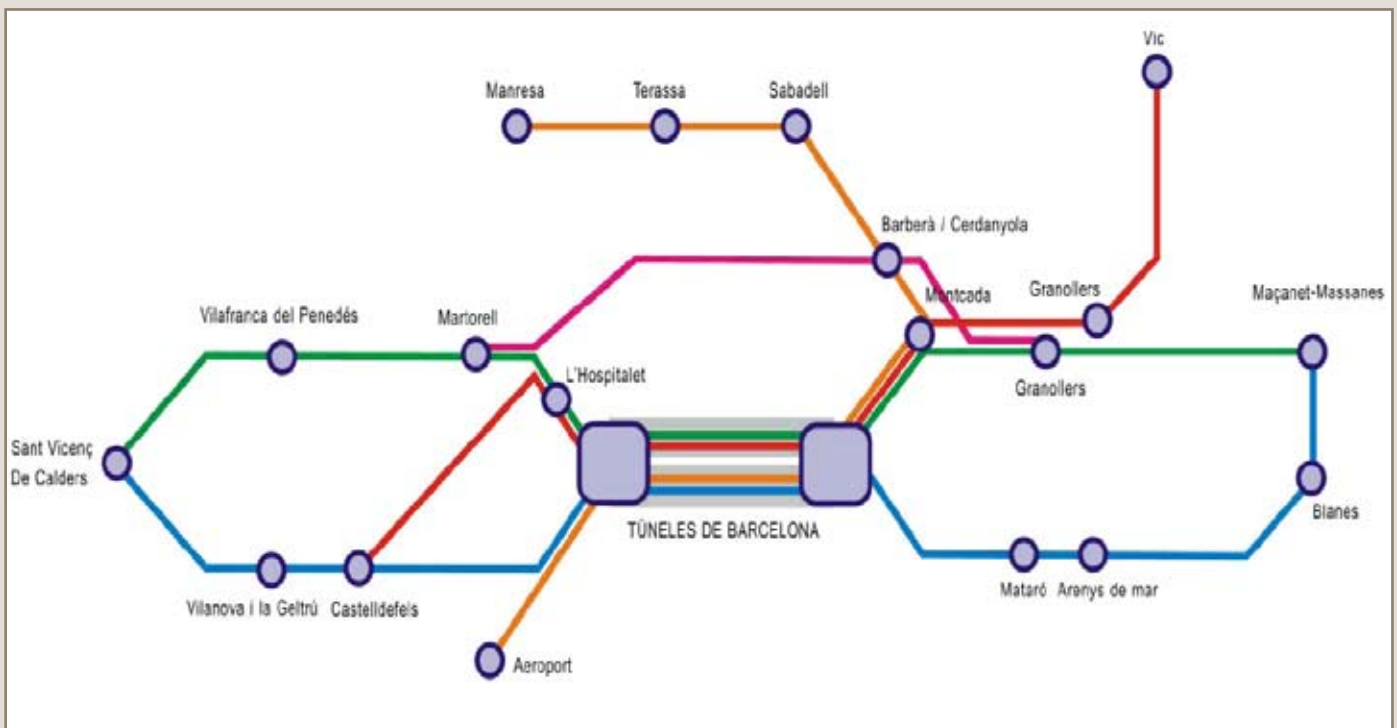 Vic
Manresa
Terassa
Sabadell
Barberà / Cerdanyola
Montcada
Granollers
Maçanet-Massanes
Vilafranca del Penedés
Martorell
L'Hospitalet
Granollers
Sant Vicenç
De Calders
Blanes
TÚNELES DE BARCELONA
Vilanova i la Geltrú
Castelldefels
Mataró
Arenys de mar
Aeroport